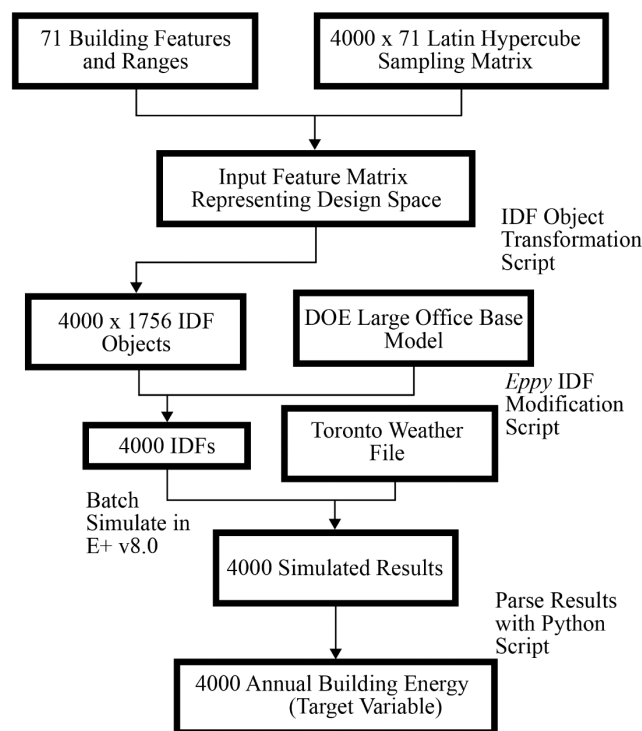 71 Building Features
and Ranges
4000 x 71 Latin Hypercube
Sampling Matrix
Input Feature Matrix
Representing Design Space
IDF Object
Transformation
Script
4000 x 1756 IDF
Objects
DOE Large Office Base
Model
Eppy IDF
Modification
Script
4000 IDFs
Toronto Weather
File
Batch
Simulate in
E+ v8.0
4000 Simulated Results
Parse Results
with Python
Script
4000 Annual Building Energy
(Target Variable)